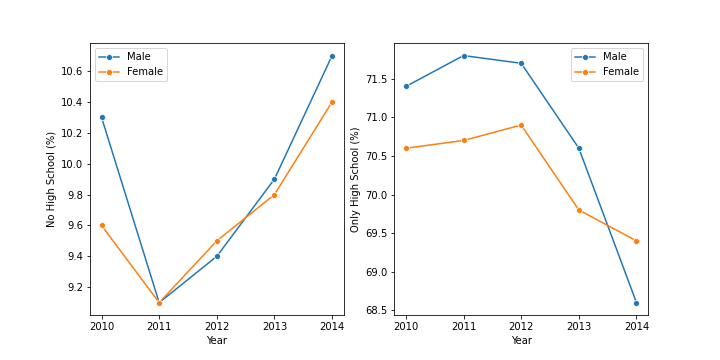 No High School (%)
10.6
10.4
10.2
10.0
9.8
9.6
9.4
9.2
Male
Female
2010 2011 2012 2013 2014
Year
Only High School (%)
71.5
71.0
70.5
70.0
69.5
69.0
68.5
Male
Female
2010 2011 2012 2013 2014
Year